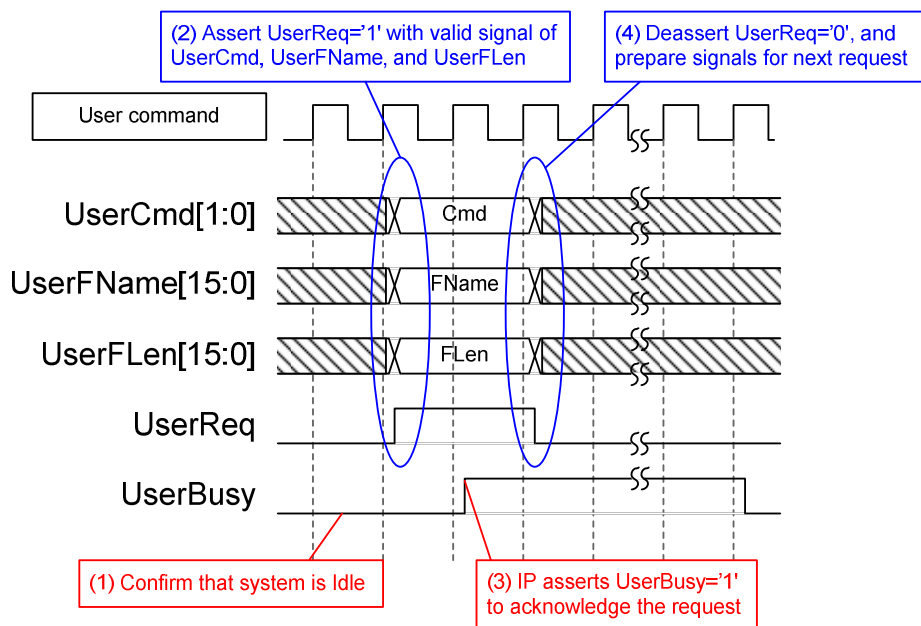 (2) Assert UserReq='1' with valid signal of
UserCmd, UserFName, and UserFLen
(4) Deassert UserReq='0', and
prepare signals for next request
User command
UserCmd[1:0]
Cmd
UserFName[15:0]
FName
UserFLen[15:0]
FLen
UserReq
UserBusy
(1) Confirm that system is Idle
(3) IP asserts UserBusy='1'
to acknowledge the request